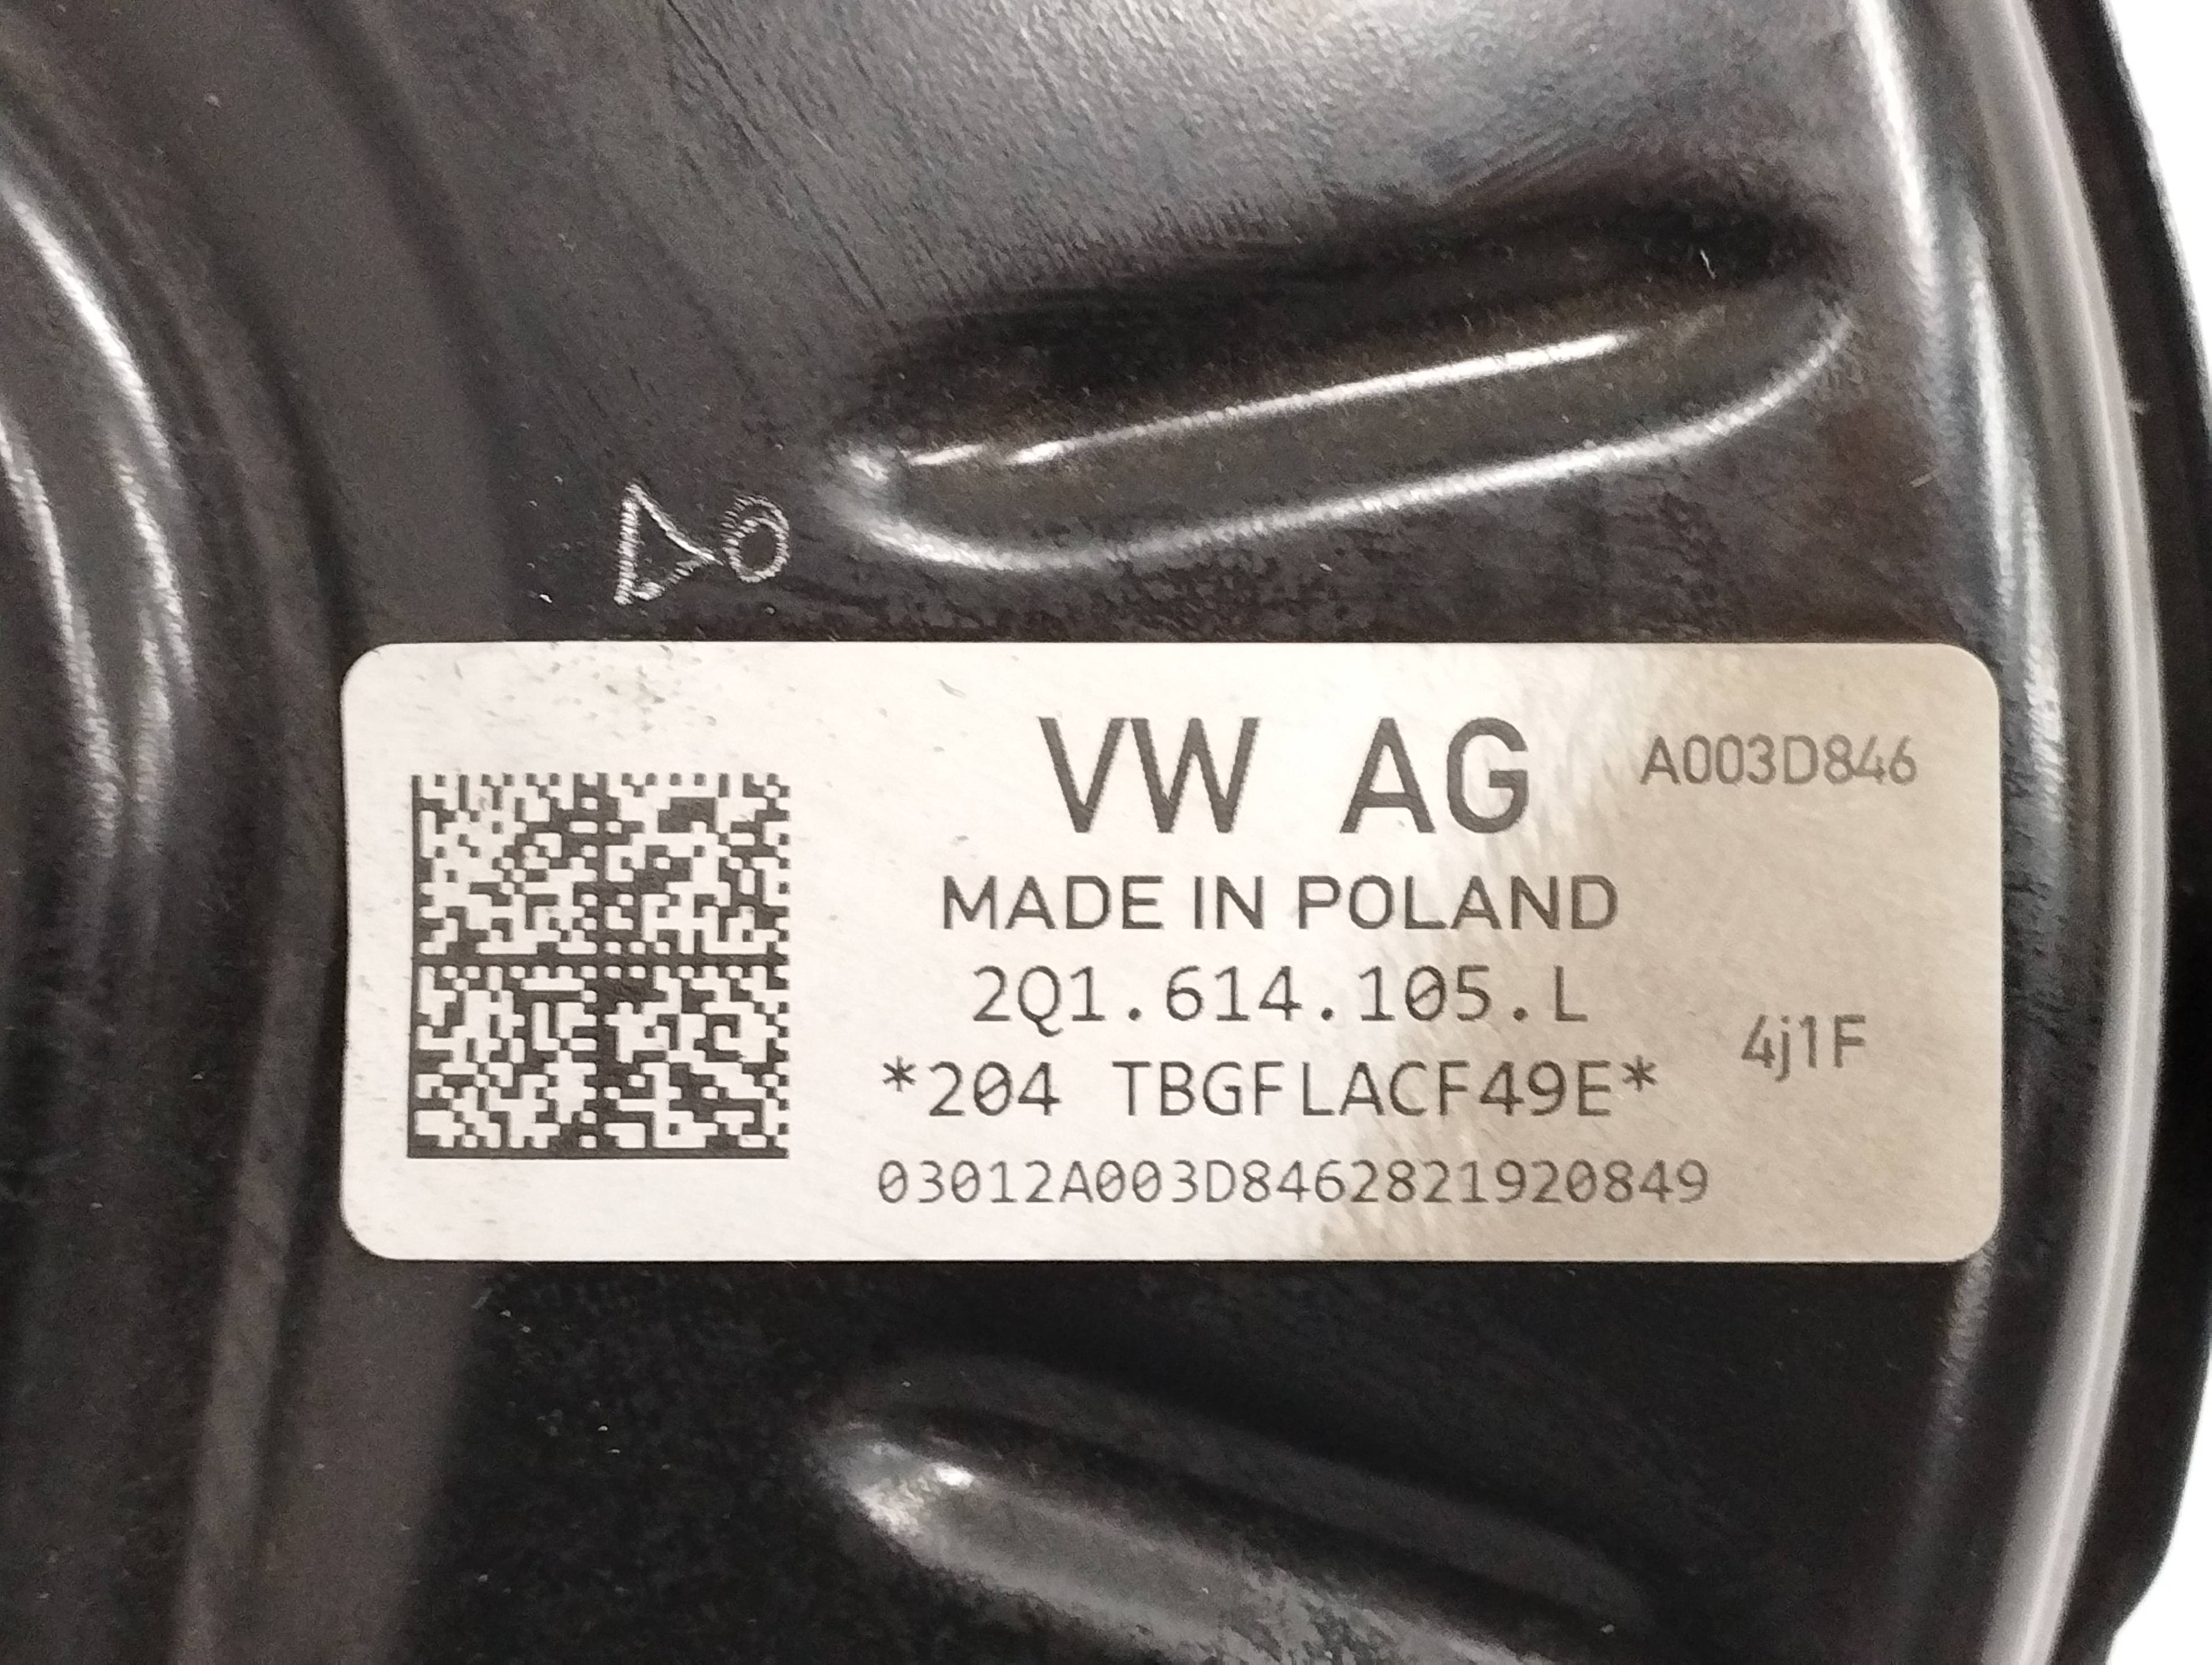 VW AG A003D846
MADE IN POLAND
2Q1.614.105.L
4j1F
*204 TBGFLACF49E*
03012A003D8462821920849